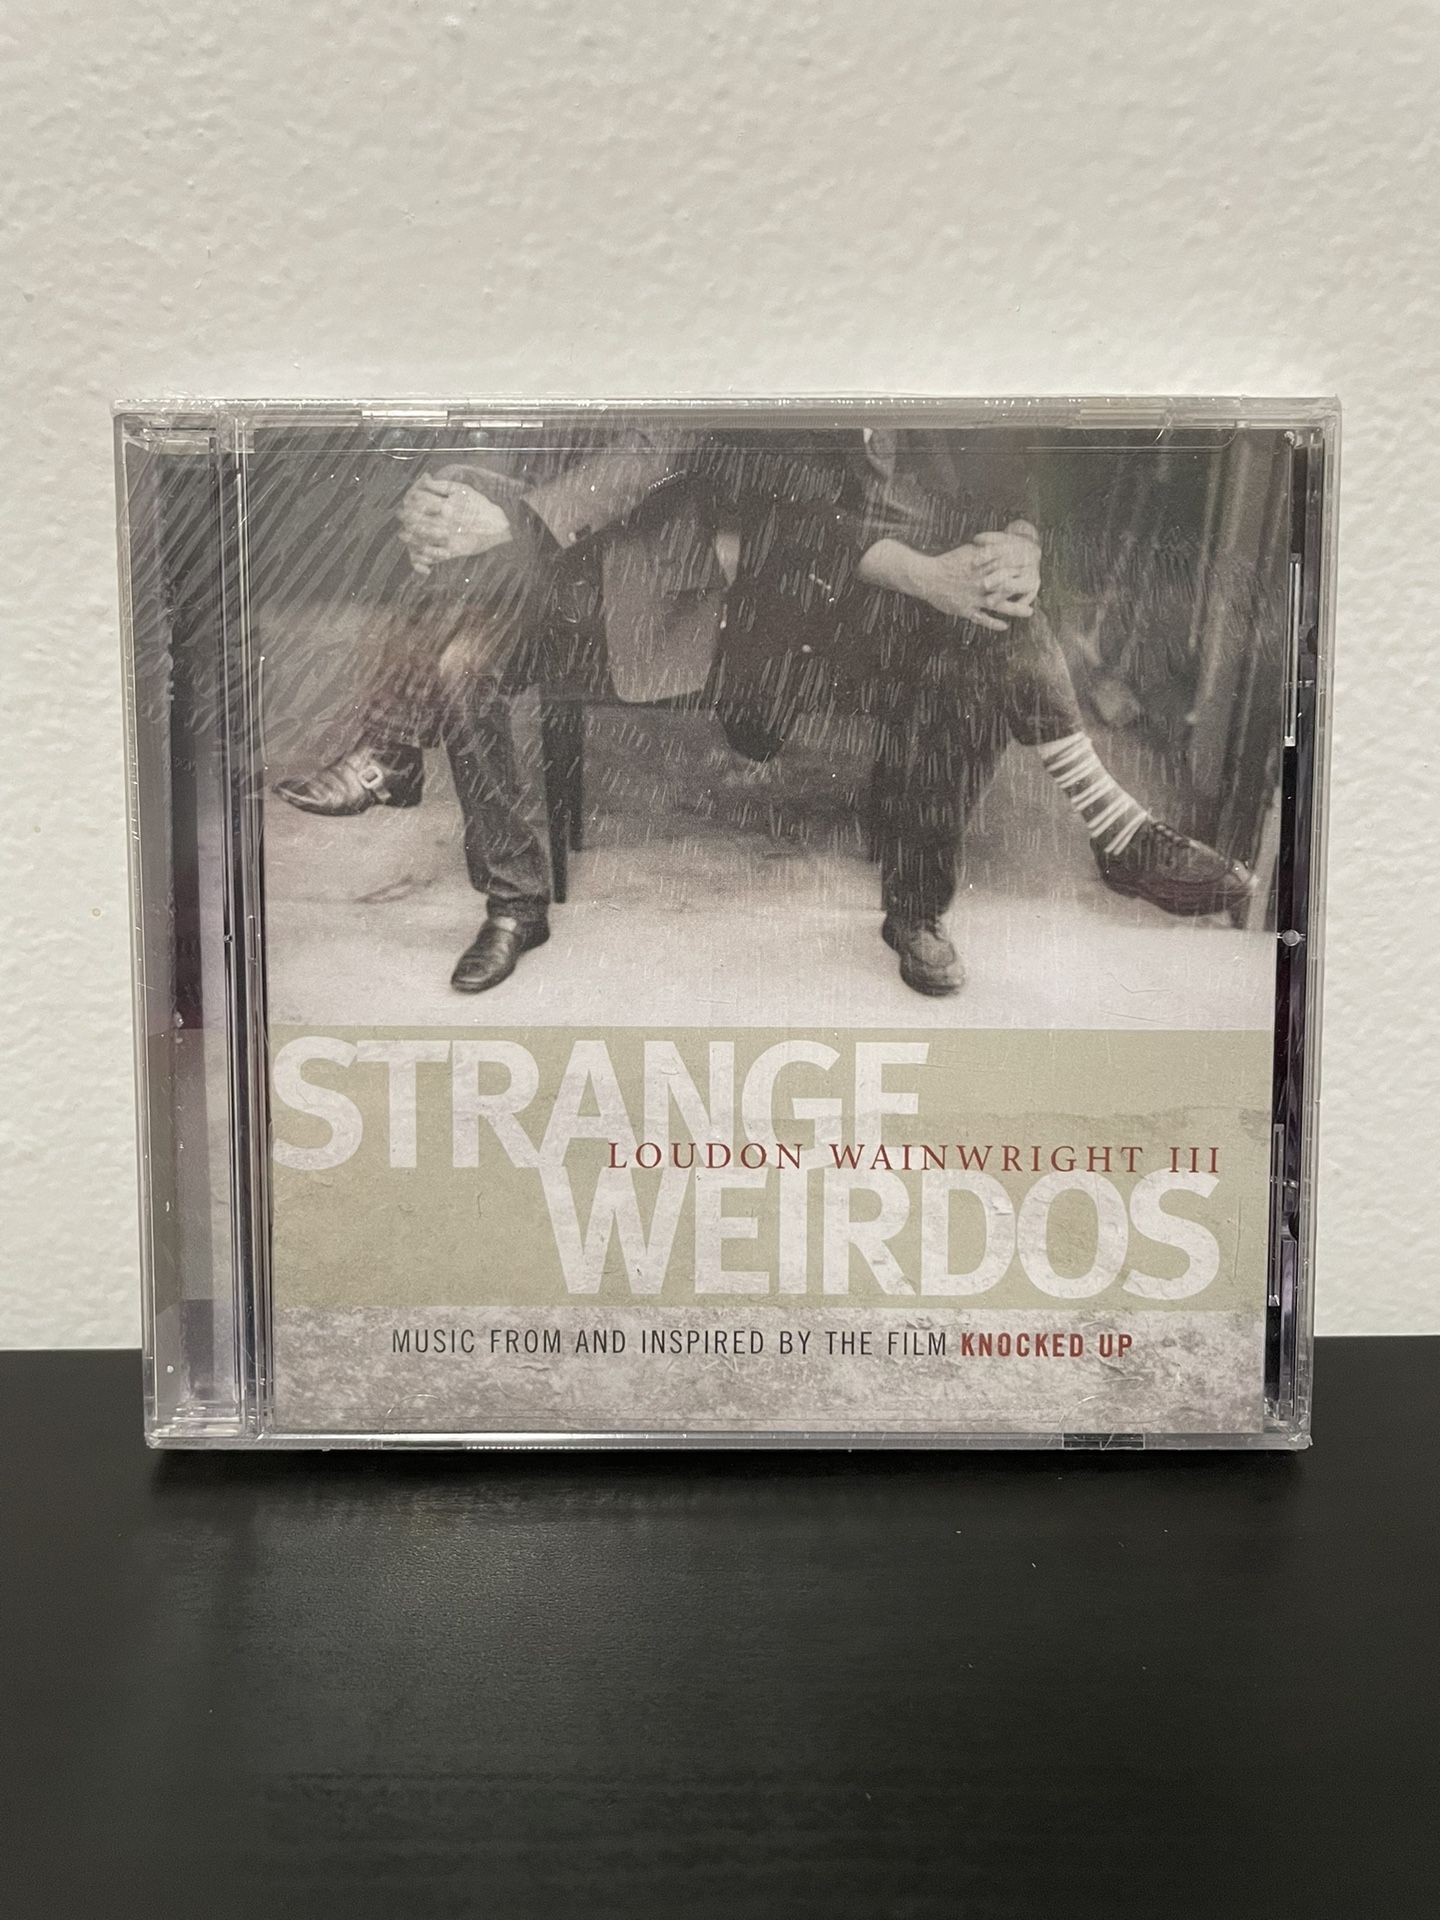 STRANGE
LOUDON WAINWRIGHT III
WEIRDOS
MUSIC FROM AND INSPIRED BY THE FILM KNOCKED UP